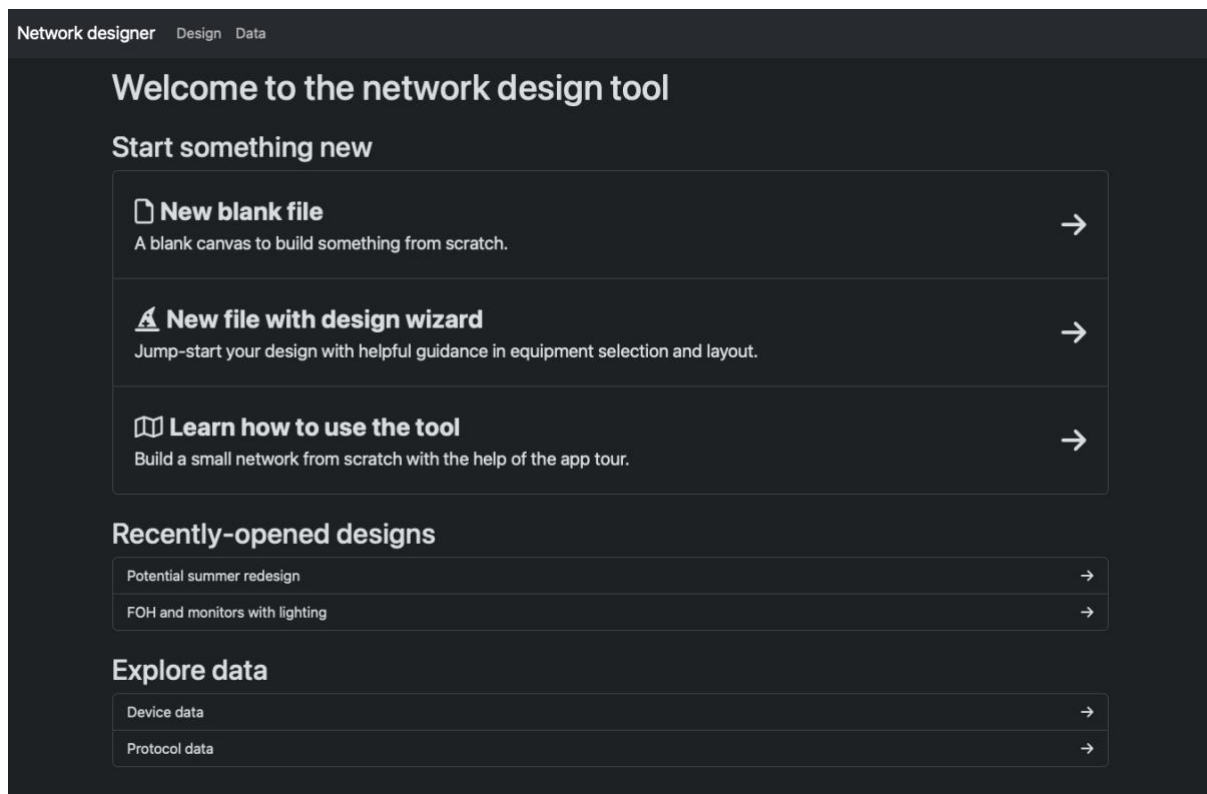 Network designer Design Data
Welcome to the network design tool
Start something new
New blank file
A blank canvas to build something from scratch.
New file with design wizard
Jump-start your design with helpful guidance in equipment selection and layout.
Learn how to use the tool
Build a small network from scratch with the help of the app tour.
Recently-opened designs
Potential summer redesign
FOH and monitors with lighting
Explore data
Device data
Protocol data